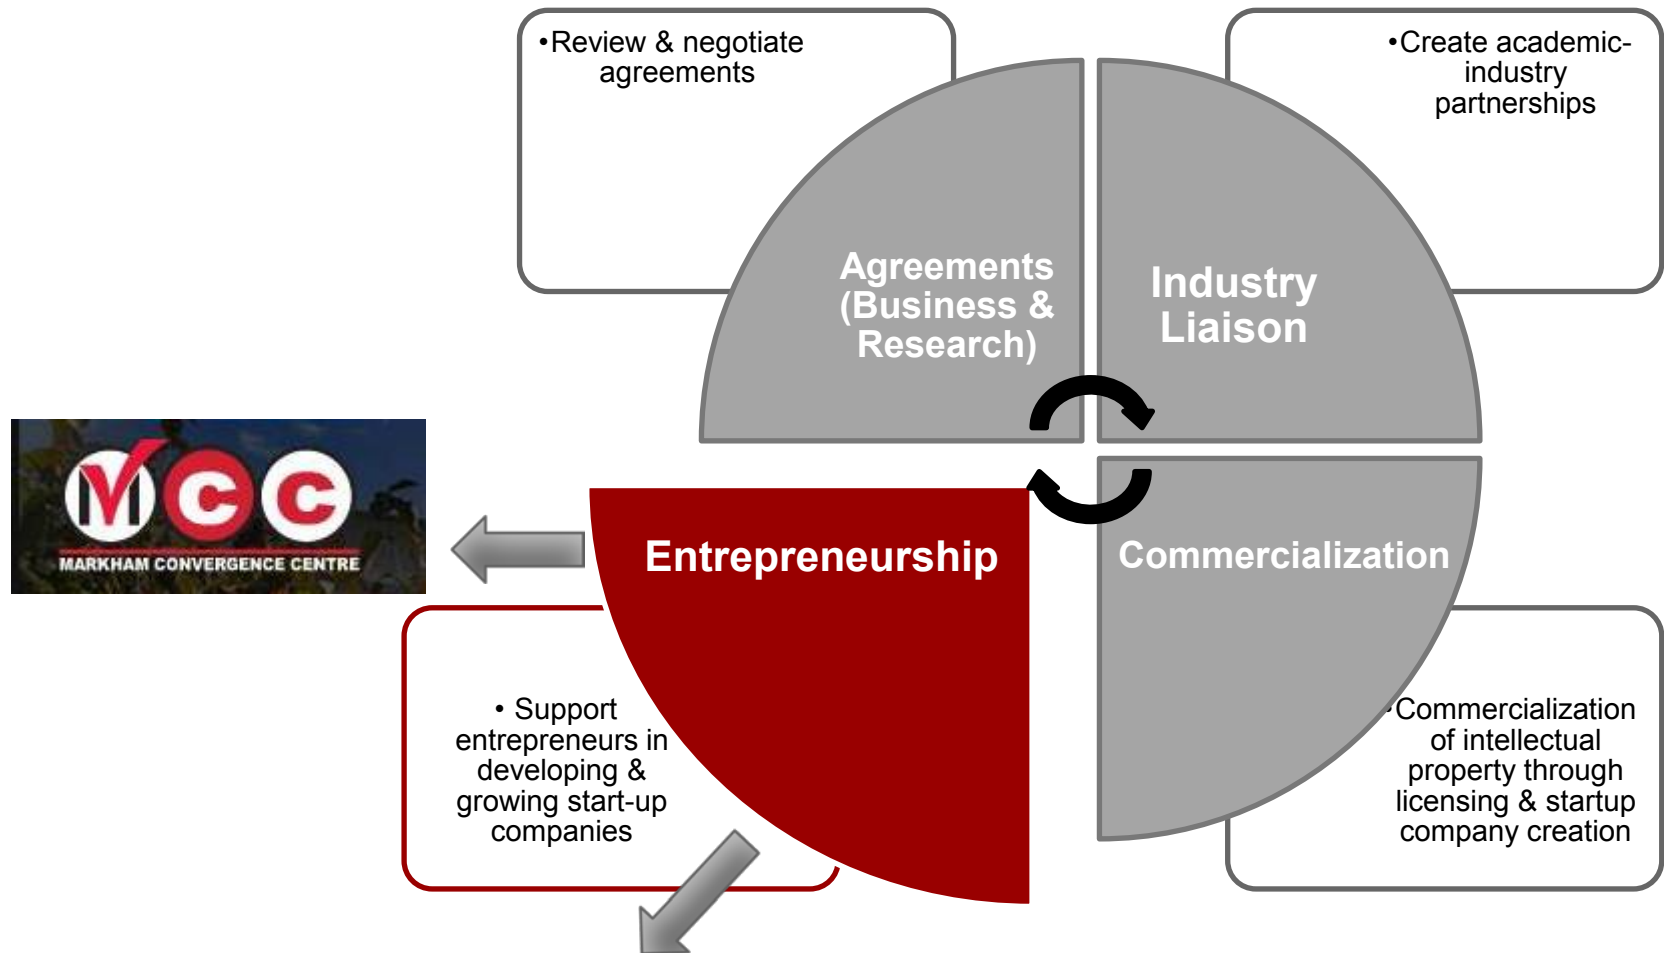 •Review & negotiate
agreements
•Create academic-
industry
partnerships
Agreements
(Business &
Research)
Industry
Liaison
MCC
MARKHAM CONVERGENCE CENTRE
Entrepreneurship
Commercialization
• Support
entrepreneurs in
developing &
growing start-up
companies
•Commercialization
of intellectual
property through
licensing & startup
company creation